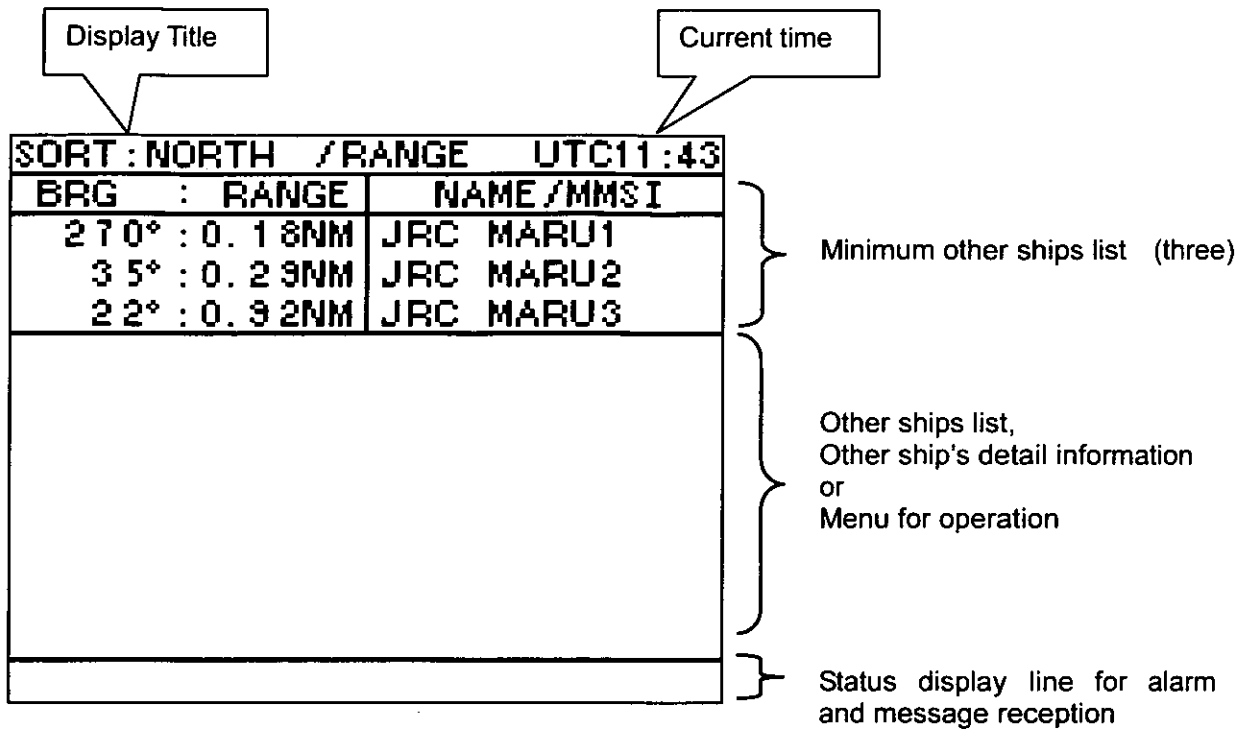 Display Title
Current time
SORT:NORTH /RANGE UTC11:43
BRG : RANGE NAME/MMSI
270°:0.18NM JRC MARU1
35°:0.29NM JRC MARU2
22°:0.92NM JRC MARU3
Minimum other ships list (three)
Other ships list,
Other ship's detail information
or
Menu for operation
Status display line for alarm
and message reception